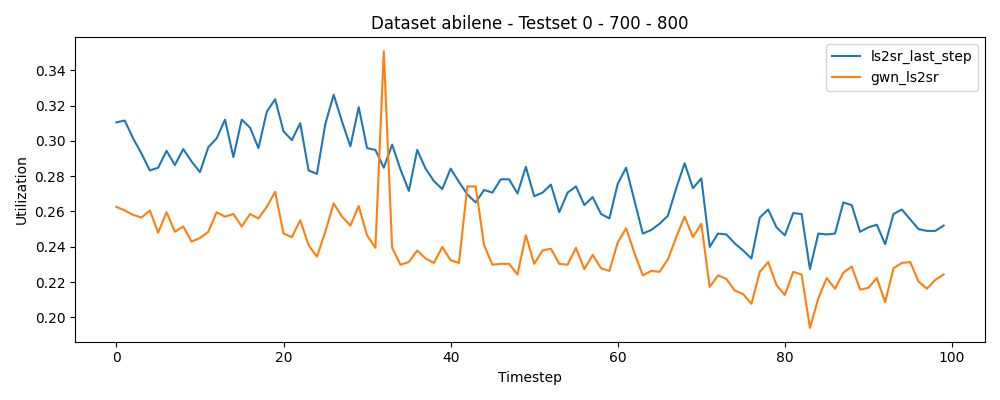 Dataset abilene - Testset 0 - 700 - 800
ls2sr_last_step
gwn_ls2sr
Utilization
0.34
0.32
0.30
0.28
0.26
0.24
0.22
0.20
0 20 40 60 80 100
Timestep